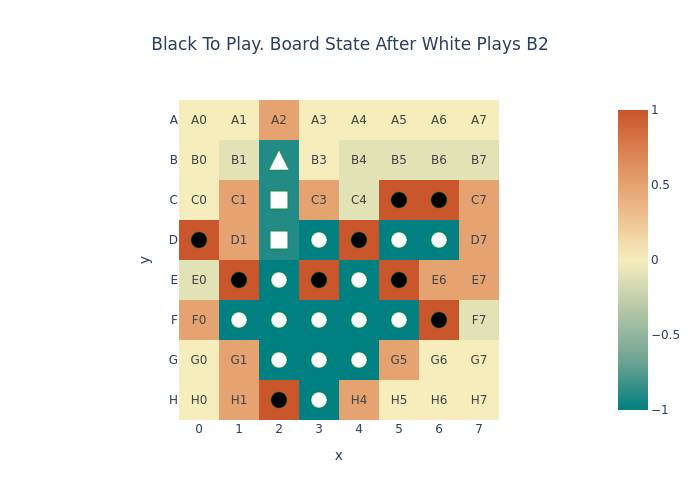 Black To Play. Board State After White Plays B2
A A0 A1 A2 A3 A4 A5 A6 A7
B B0 B1 B3 B4 B5 B6 B7
C C0 C1 C3 C4 C7
D D1 D7
E E0 E6 E7
F F0 F7
G G0 G1 G5 G6 G7
H H0 H1 H4 H5 H6 H7
0 1 2 3 4 5 6 7
x
y
1
0.5
0
−0.5
−1